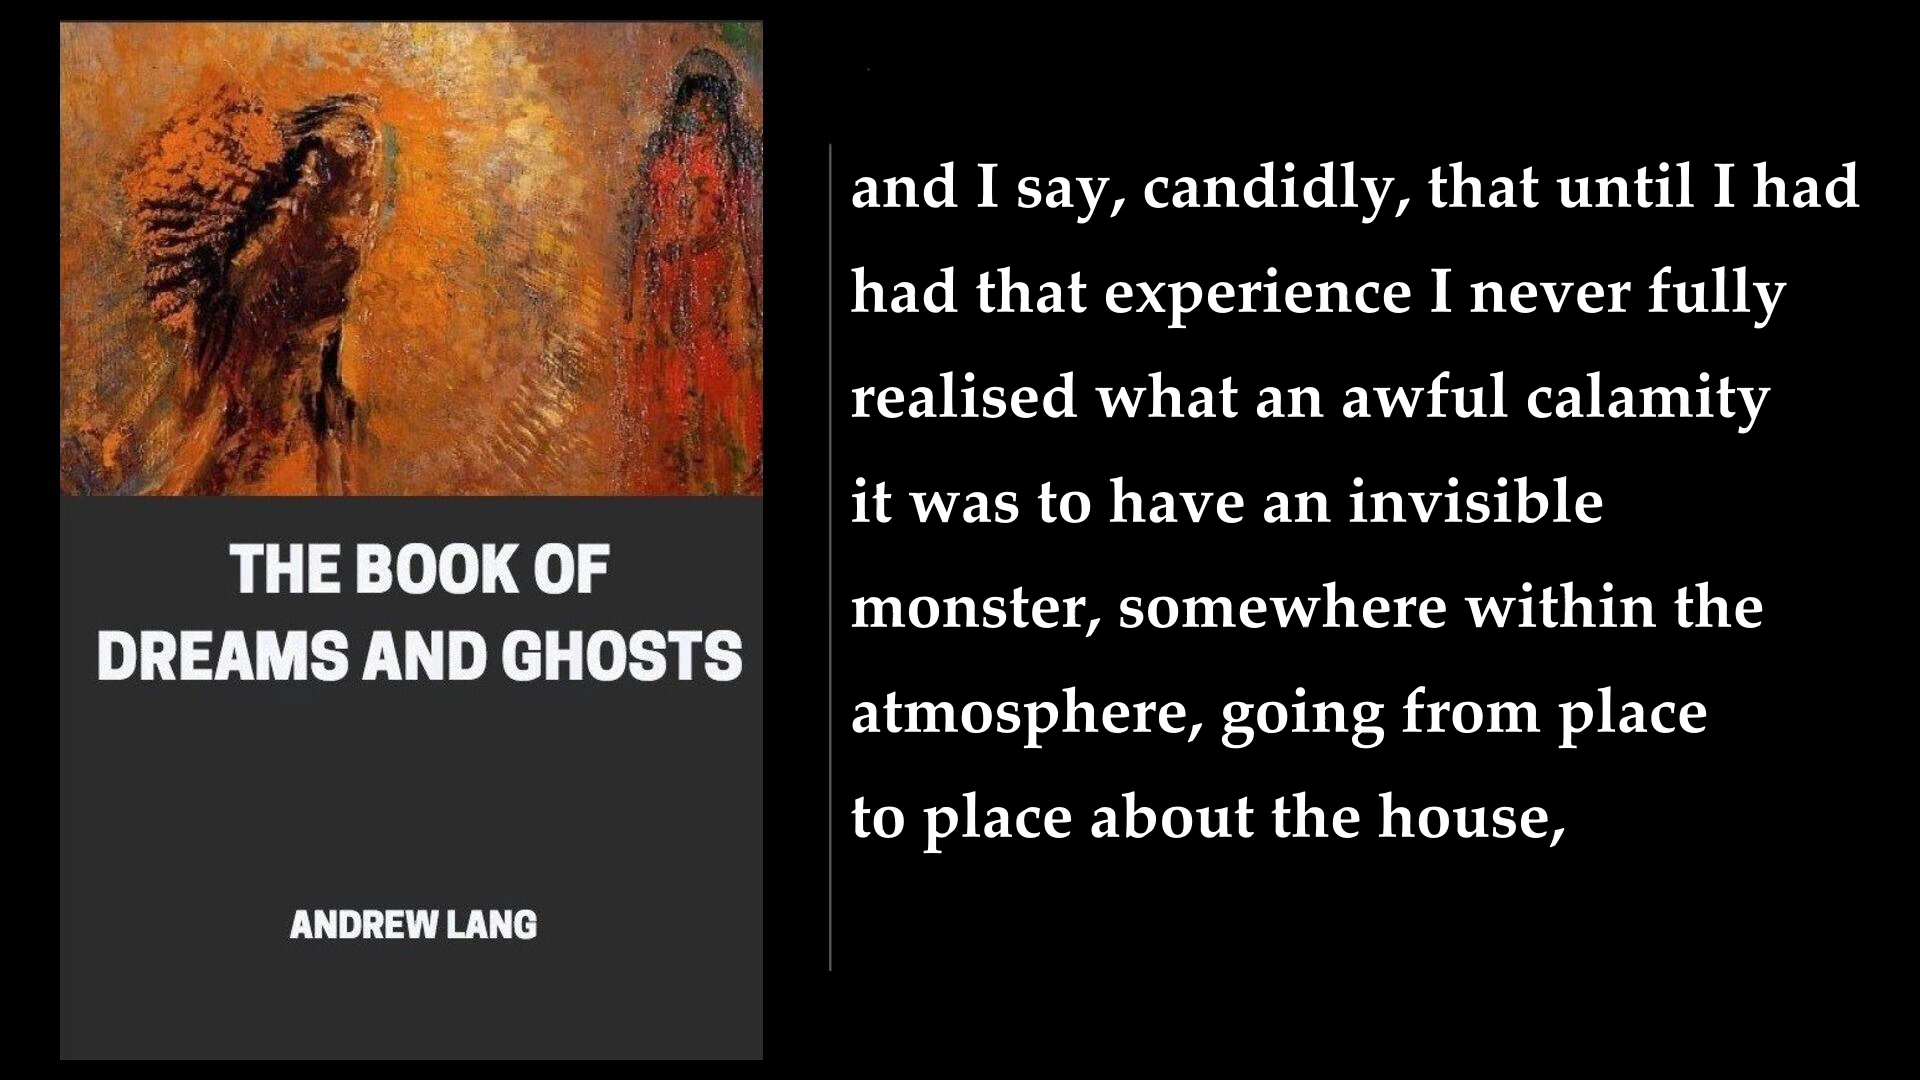 THE BOOK OF
DREAMS AND GHOSTS
ANDREW LANG
and I say, candidly, that until I had
had that experience I never fully
realised what an awful calamity
it was to have an invisible
monster, somewhere within the
atmosphere, going from place
to place about the house,